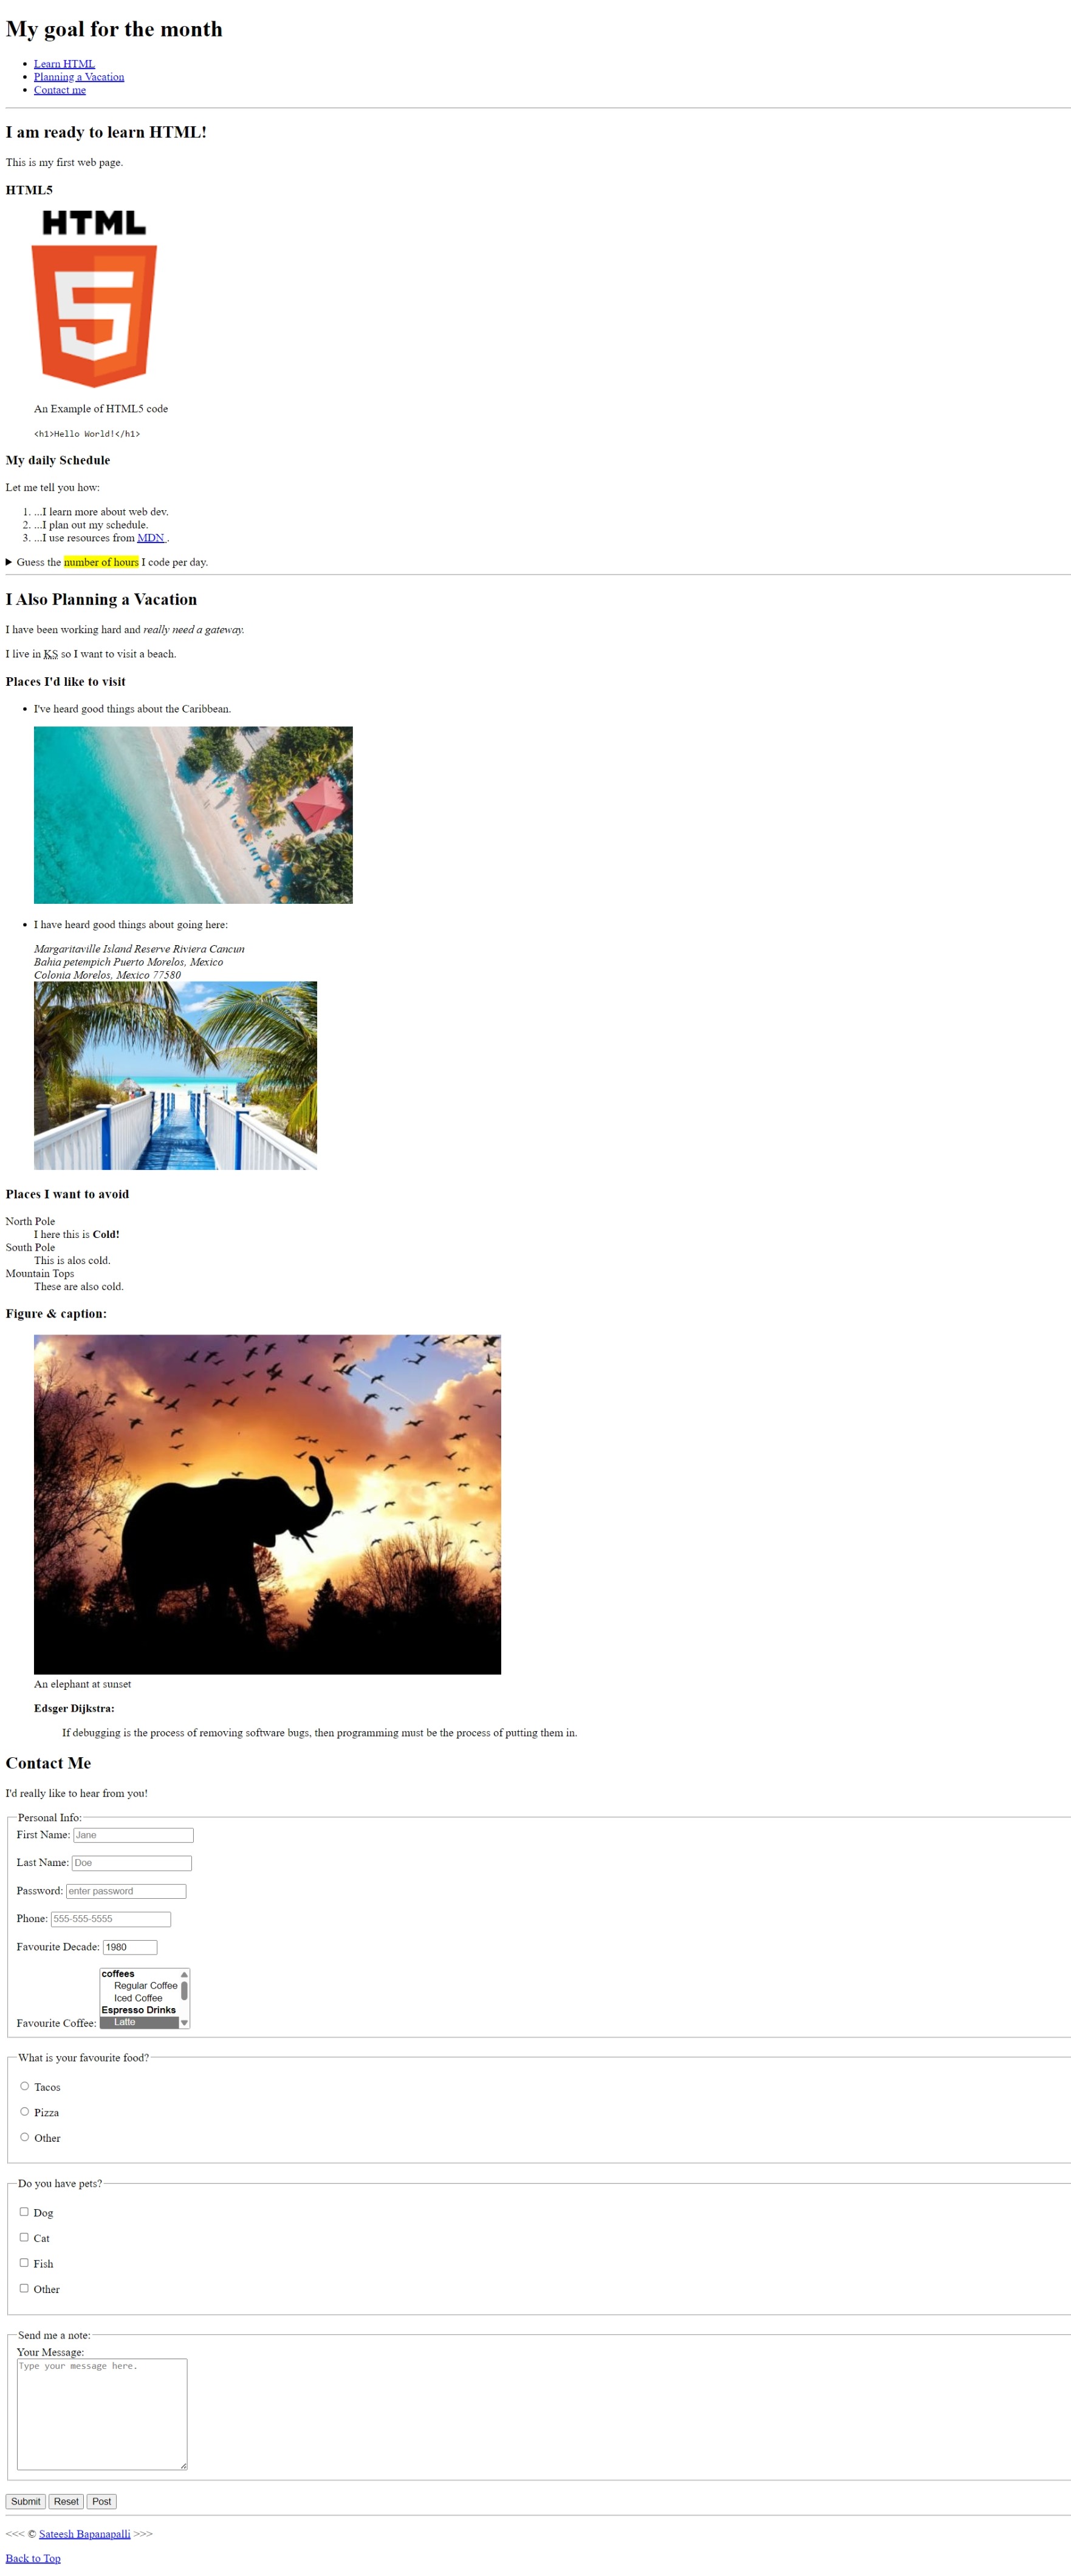 My goal for the month
Learn HTML
Planning a Vacation
Contact me
I am ready to learn HTML!
This is my first web page.
HTML5
HTML
5
An Example of HTML5 code
<h1>Hello World!</h1>
My daily Schedule
Let me tell you how:
1. ...I learn more about web dev.
2. ...I plan out my schedule.
3. ...I use resources from MDN .
Guess the number of hours I code per day.
I Also Planning a Vacation
I have been working hard and really need a gateway.
I live in KS so I want to visit a beach.
Places I'd like to visit
I've heard good things about the Caribbean.
I have heard good things about going here:
Margaritaville Island Reserve Riviera Cancun
Bahia petempich Puerto Morelos, Mexico
Colonia Morelos, Mexico 77580
Places I want to avoid
North Pole
I here this is Cold!
South Pole
This is alos cold.
Mountain Tops
These are also cold.
Figure & caption:
An elephant at sunset
Edsger Dijkstra:
If debugging is the process of removing software bugs, then programming must be the process of putting them in.
Contact Me
I'd really like to hear from you!
Personal Info:
First Name: Jane
Last Name: Doe
Password: enter password
Phone: 555-555-5555
Favourite Decade: 1980
coffees
Regular Coffee
Iced Coffee
Espresso Drinks
Favourite Coffee: Latte
What is your favourite food?
Tacos
Pizza
Other
Do you have pets?
Dog
Cat
Fish
Other
Send me a note:
Your Message:
Type your message here.
Submit Reset Post
<<< © Sateesh Bapanapalli >>>
Back to Top